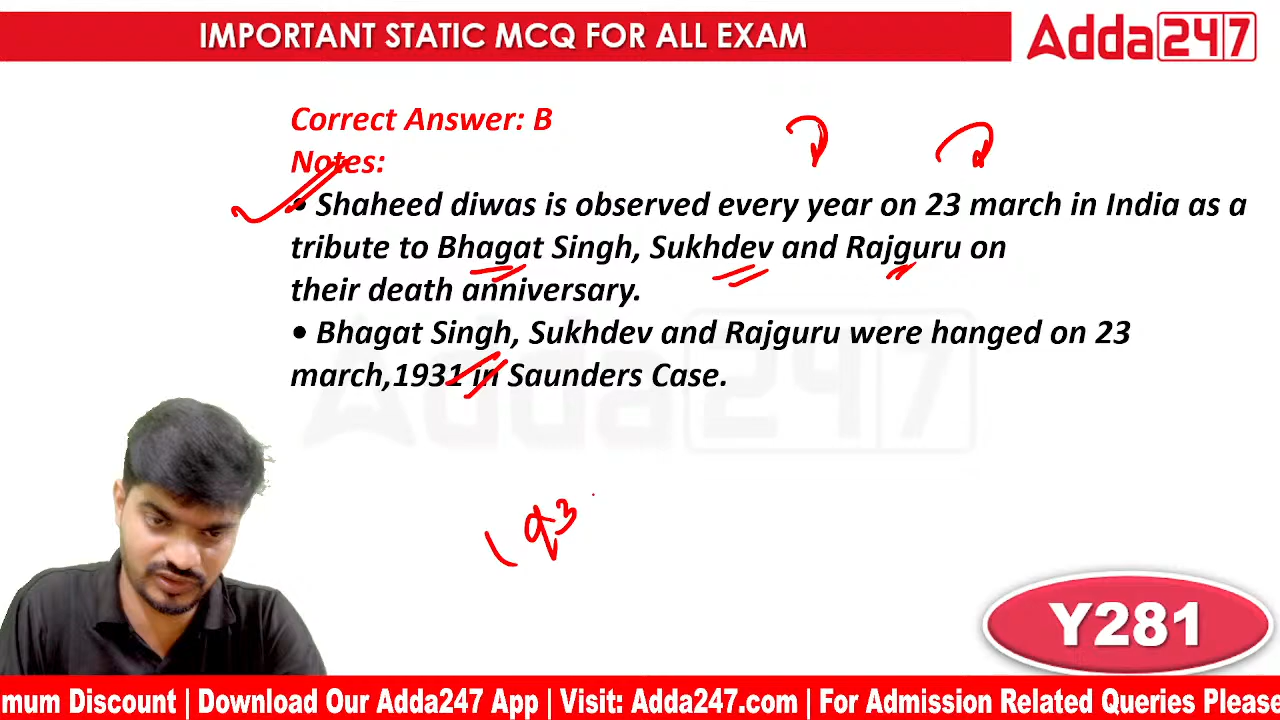 IMPORTANT STATIC MCQ FOR ALL EXAM
Adda247
Correct Answer: B
Notes:
• Shaheed diwas is observed every year on 23 march in India as a
tribute to Bhagat Singh, Sukhdev and Rajguru on
their death anniversary.
• Bhagat Singh, Sukhdev and Rajguru were hanged on 23
march,1931 in Saunders Case.
Adda247
193
Y281
mum Discount | Download Our Adda247 App | Visit: Adda247.com | For Admission Related Queries Please